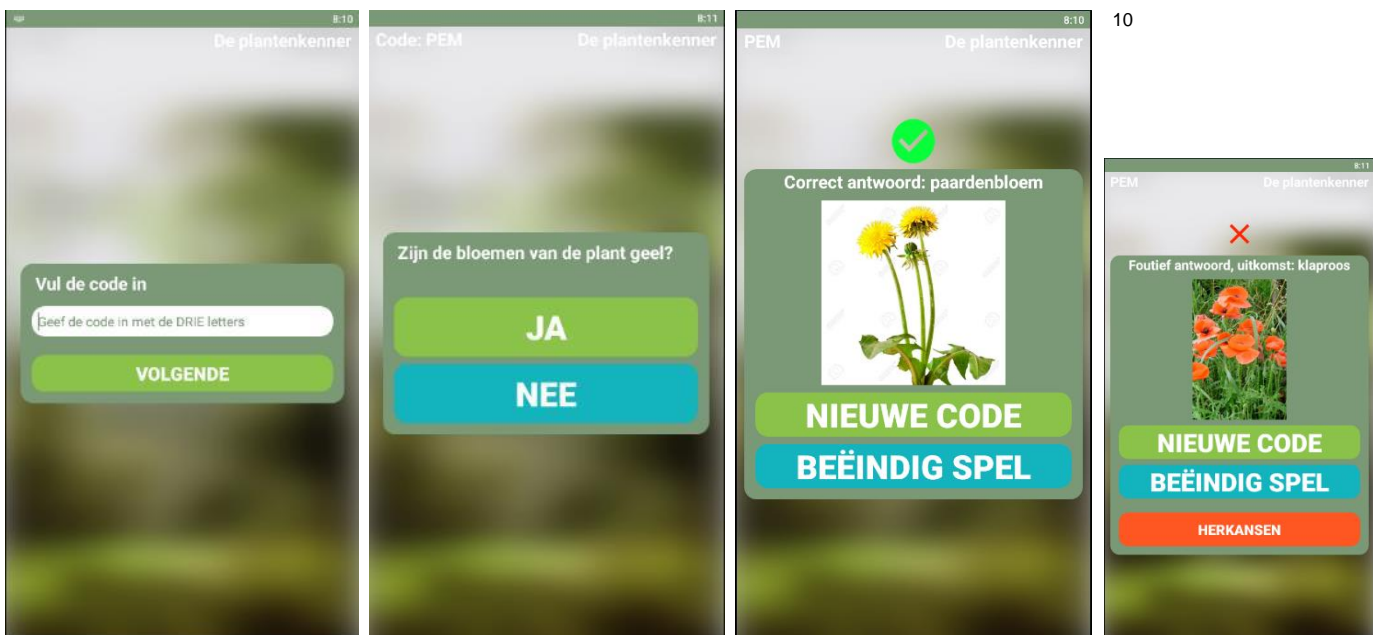 8:10
De plantenkenner
Vul de code in
Geef de code in met de DRIE letters
VOLGENDE
8:11
Code: PEM
De plantenkenner
Zijn de bloemen van de plant geel?
JA
NEE
8:10
PEM
De plantenkenner
Correct antwoord: paardenbloem
NIEUWE CODE
BEËINDIG SPEL
10
8:11
PEM
De plantenkenner
Foutief antwoord, uitkomst: klaproos
NIEUWE CODE
BEËINDIG SPEL
HERKANSEN